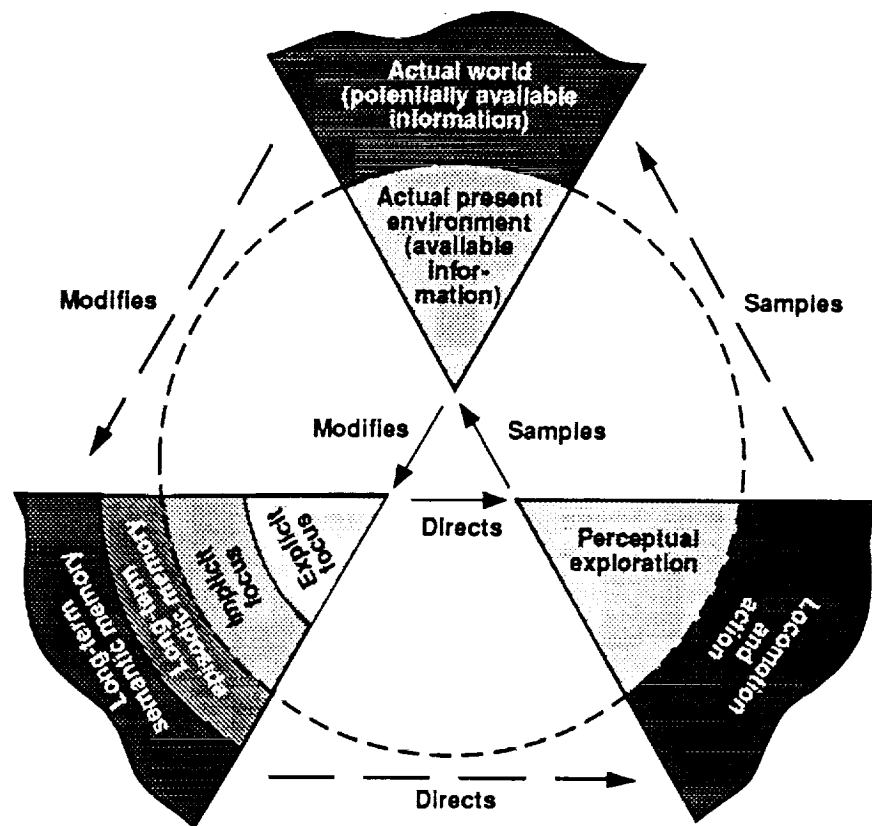 Actual world
(potentially available
information)
Actual present
environment
(available
infor-
mation)
Modifies
Samples
Modifies
Samples
Directs
Explicit
focus
Implicit
focus
Long-term
episodic memory
Long-term
semantic memory
Perceptual
exploration
Locomotion
and
action
Directs